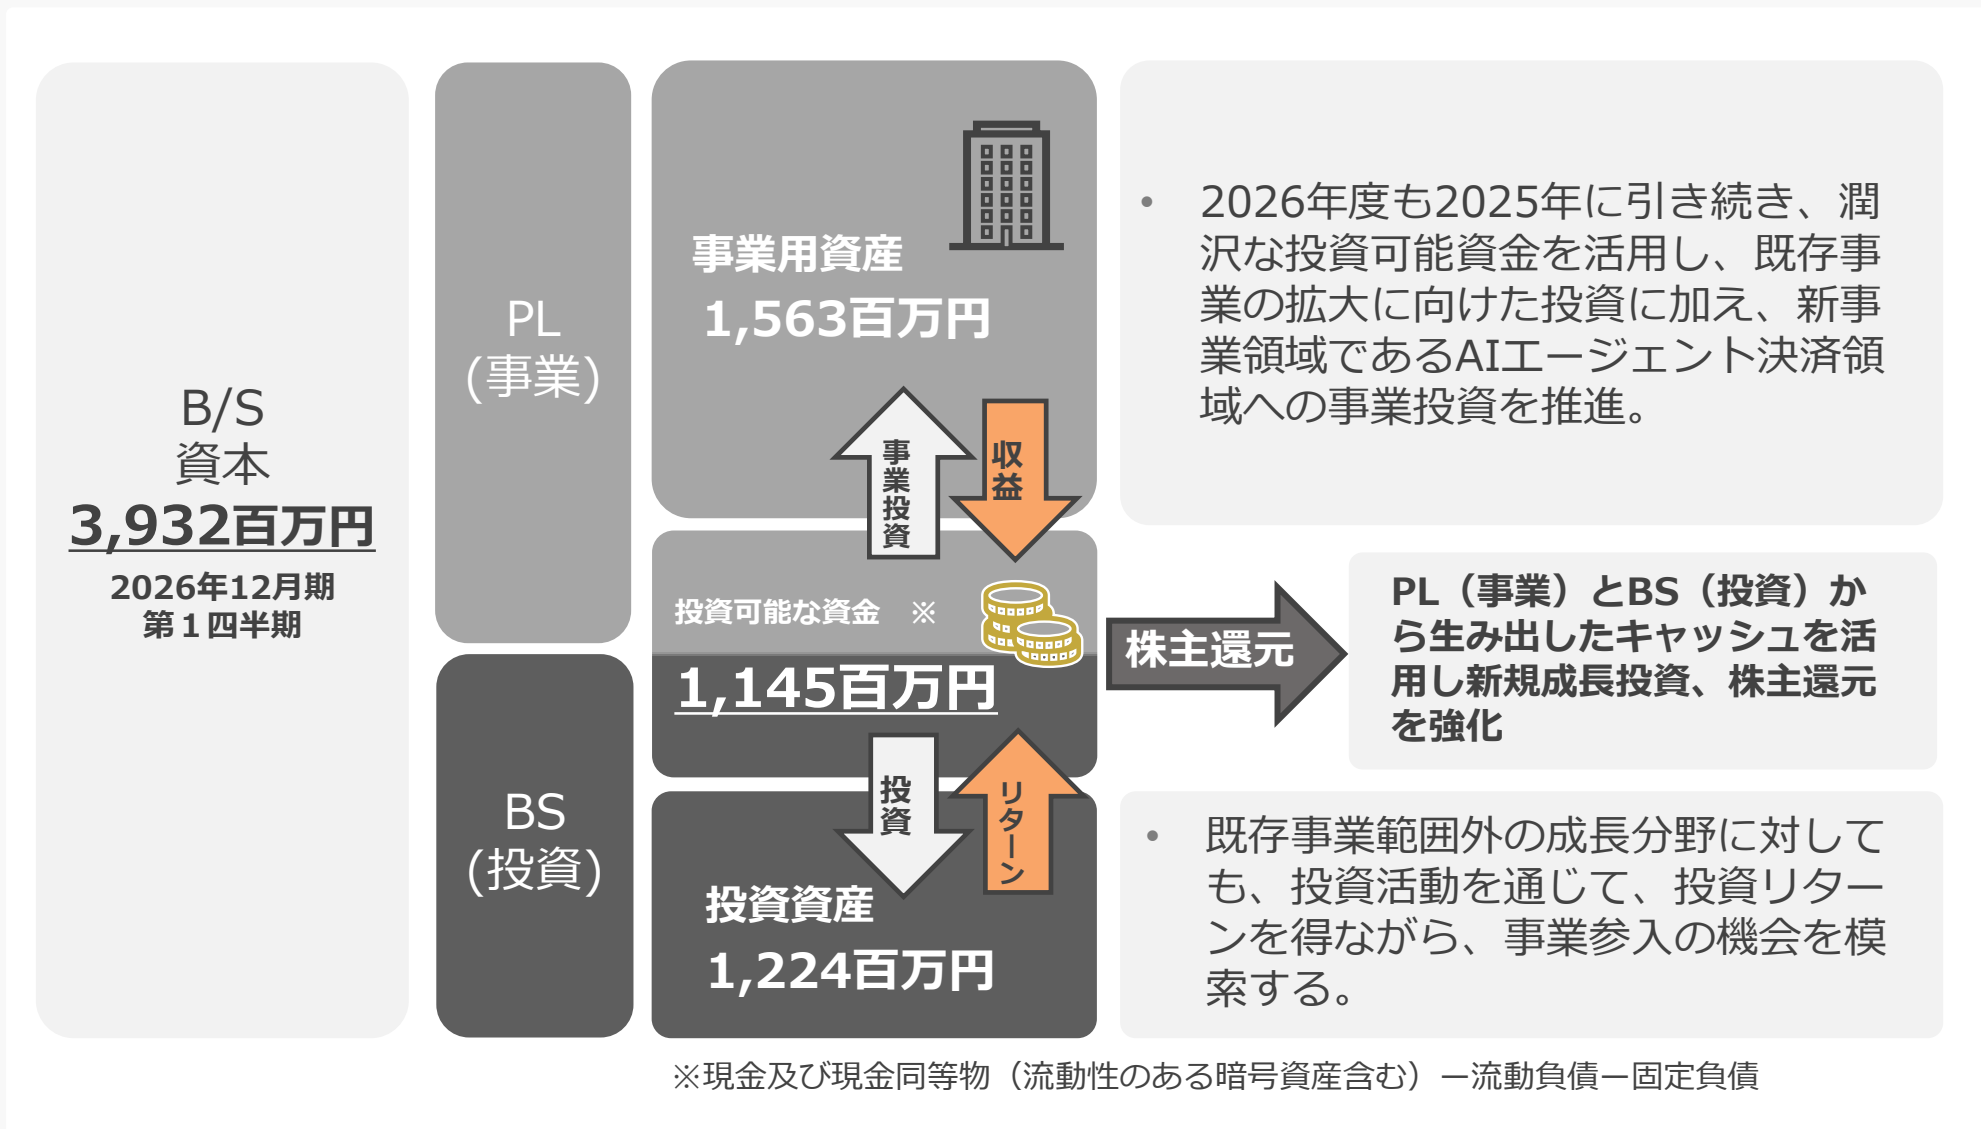 B/S
資本
3,932百万円
2026年12月期
第１四半期
PL
(事業)
BS
(投資)
事業用資産
1,563百万円
事業投資
収益
投資可能な資金　※
1,145百万円
投資
リターン
投資資産
1,224百万円
• 2026年度も2025年に引き続き、潤
沢な投資可能資金を活用し、既存事
業の拡大に向けた投資に加え、新事
業領域であるAIエージェント決済領
域への事業投資を推進。
株主還元
PL（事業）とBS（投資）か
ら生み出したキャッシュを活
用し新規成長投資、株主還元
を強化
• 既存事業範囲外の成長分野に対して
も、投資活動を通じて、投資リター
ンを得ながら、事業参入の機会を模
索する。
※現金及び現金同等物（流動性のある暗号資産含む）ー流動負債ー固定負債